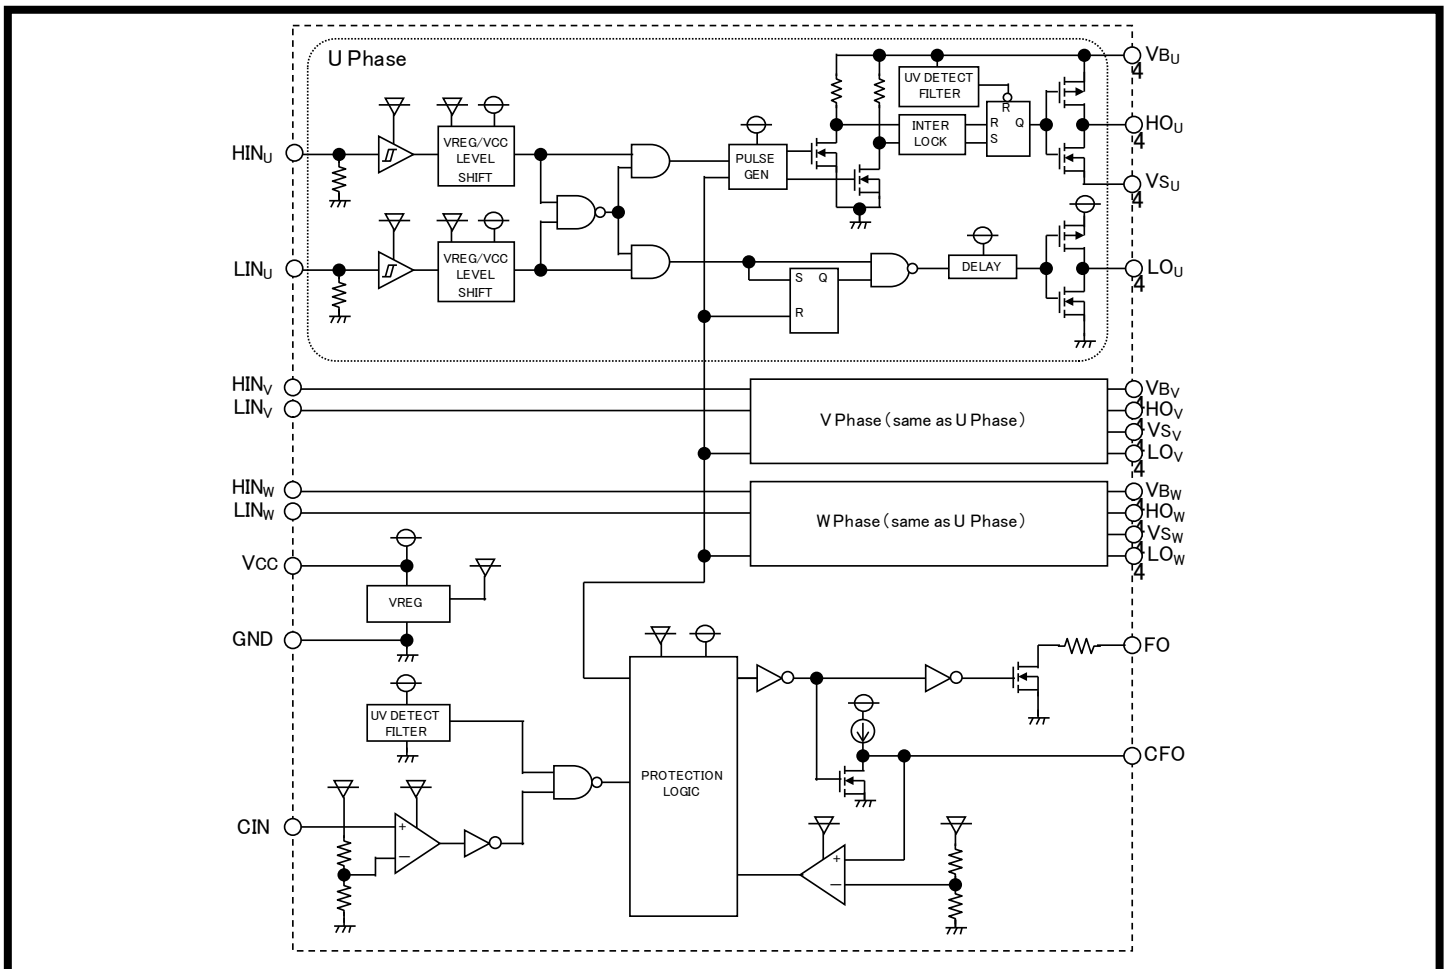 U Phase
VBU
4
UV DETECT
FILTER
R
HINU
VREG/VCC
LEVEL
SHIFT
PULSE
GEN
INTER
LOCK
R
Q
S
HOU
4
VSU
4
LINU
VREG/VCC
LEVEL
SHIFT
S
Q
R
DELAY
LOU
4
HINV
LINV
V Phase (same as U Phase)
VBV
4
HOV
4
VSV
4
LOV
4
HINW
LINW
W Phase (same as U Phase)
VBW
4
HOW
4
VSW
4
LOW
4
VCC
VREG
GND
FO
UV DETECT
FILTER
PROTECTION
LOGIC
CFO
CIN
+
−
+
−